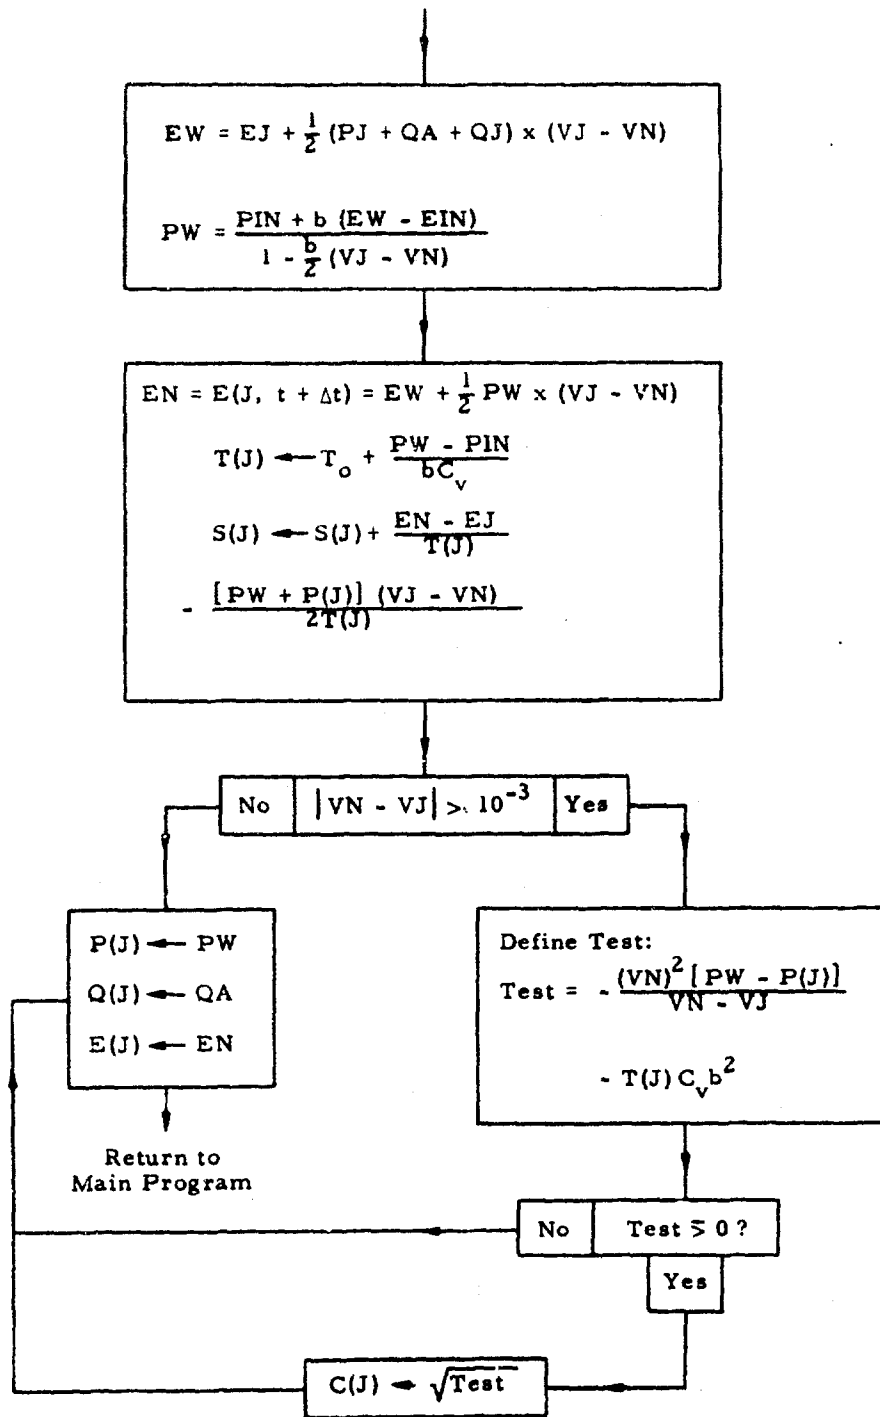 EW = EJ + 1/2 (PJ + QA + QJ) x (VJ - VN)
PW = PIN + b (EW - EIN) / 1 - b/2 (VJ - VN)
EN = E(J, t + Δt) = EW + 1/2 PW x (VJ - VN)
T(J) ← T_o + PW - PIN / bC_v
S(J) ← S(J) + EN - EJ / T(J)
- [PW + P(J)] (VJ - VN) / 2T(J)
No |VN - VJ| > 10^-3 Yes
P(J) ← PW
Q(J) ← QA
E(J) ← EN
Return to
Main Program
Define Test:
Test = - (VN)^2 [PW - P(J)] / VN - VJ
- T(J) C_v b^2
No Test ⋝ 0 ?
Yes
C(J) ← √Test